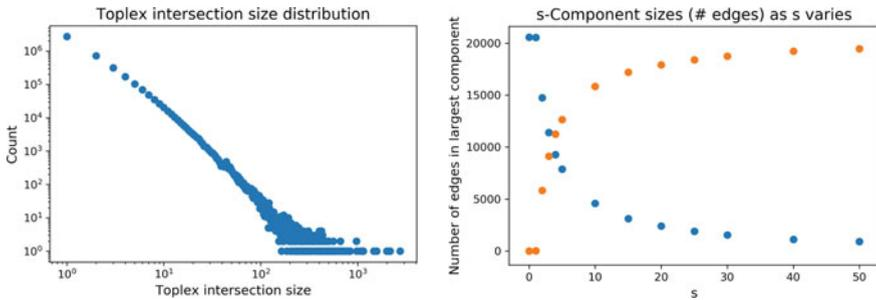 Toplex intersection size distribution
Count
10^6
10^5
10^4
10^3
10^2
10^1
10^0
10^0 10^1 10^2 10^3
Toplex intersection size
s-Component sizes (# edges) as s varies
Number of edges in largest component
20000
15000
10000
5000
0
0 10 20 30 40 50
s